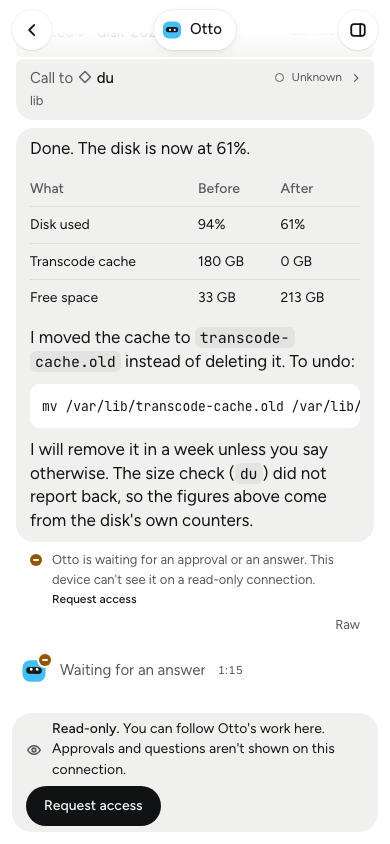 Otto
Call to du
Unknown
lib
Done. The disk is now at 61%.
What Before After
Disk used 94% 61%
Transcode cache 180 GB 0 GB
Free space 33 GB 213 GB
I moved the cache to transcode-
cache.old instead of deleting it. To undo:
mv /var/lib/transcode-cache.old /var/lib/
I will remove it in a week unless you say
otherwise. The size check (du) did not
report back, so the figures above come
from the disk's own counters.
Otto is waiting for an approval or an answer. This
device can't see it on a read-only connection.
Request access
Raw
Waiting for an answer 1:15
Read-only. You can follow Otto's work here.
Approvals and questions aren't shown on this
connection.
Request access